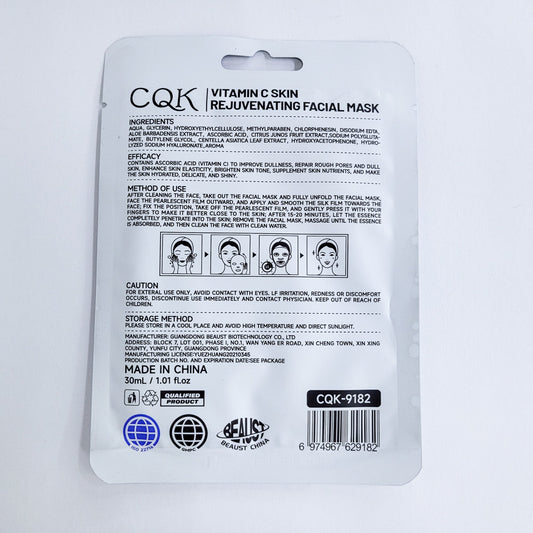 CQK
VITAMIN C SKIN
REJUVENATING FACIAL MASK
INGREDIENTS
AQUA, GLYCERIN, HYDROXYETHYLCELLULOSE, METHYLPARABEN, CHLORPHENESIN, DISODIUM EDTA,
ALOE BARBADENSIS EXTRACT, ASCORBIC ACID, CITRUS JUNOS FRUIT EXTRACT,SODIUM POLYGLUTA-
MATE, BUTYLENE GLYCOL, CENTELLA ASIATICA LEAF EXTRACT, HYDROXYACETOPHENONE, HYDRO-
LYZED SODIUM HYALURONATE,AROMA
EFFICACY
CONTAINS ASCORBIC ACID (VITAMIN C) TO IMPROVE DULLNESS, REPAIR ROUGH PORES AND DULL
SKIN, ENHANCE SKIN ELASTICITY, BRIGHTEN SKIN TONE, SUPPLEMENT SKIN NUTRIENTS, AND MAKE
THE SKIN HYDRATED, DELICATE, AND SHINY.
METHOD OF USE
AFTER CLEANING THE FACE, TAKE OUT THE FACIAL MASK AND FULLY UNFOLD THE FACIAL MASK,
FACE THE PEARLESCENT FILM OUTWARD, AND APPLY AND SMOOTH THE SILK FILM TOWARDS THE
FACE; FIX THE POSITION, TAKE OFF THE PEARLESCENT FILM, AND GENTLY PRESS IT WITH YOUR
FINGERS TO MAKE IT BETTER CLOSE TO THE SKIN; AFTER 15-20 MINUTES, LET THE ESSENCE
COMPLETLY PENETRATE INTO THE SKIN; REMOVE THE FACIAL MASK, MASSAGE UNTIL THE ESSENCE
IS ABSORBED, AND THEN CLEAN THE FACE WITH CLEAN WATER.
CAUTION
FOR EXTERAL USE ONLY, AVOID CONTACT WITH EYES. LF IRRITATION, REDNESS OR DISCOMFORT
OCCURS, DISCONTINUE USE IMMEDIATELY AND CONTACT PHYSICIAN. KEEP OUT OF REACH OF
CHILDREN.
STORAGE METHOD
PLEASE STORE IN A COOL PLACE AND AVOID HIGH TEMPERATURE AND DIRECT SUNLIGHT.
MANUFACTURER: GUANGDONG BEAUST BIOTECHNOLOGY CO., LTD
ADDRESS: BLOCK 7, LOT 001, PHASE I, NO.1, WAN YANG ER ROAD, XIN CHENG TOWN, XIN XING
COUNTY, YUNFU CITY, GUANGDONG PROVINCE
MANUFACTURING LICENSE:YUEZHUANG20210345
PRODUCTION BATCH NO. AND EXPIRATION DATE:SEE PACKAGE
MADE IN CHINA
30mL / 1.01 fl.oz
QUALIFIED
PRODUCT
CQK-9182
ISO 22716
GMPC
BEAUST
BEAUST CHINA
6 974967 629182